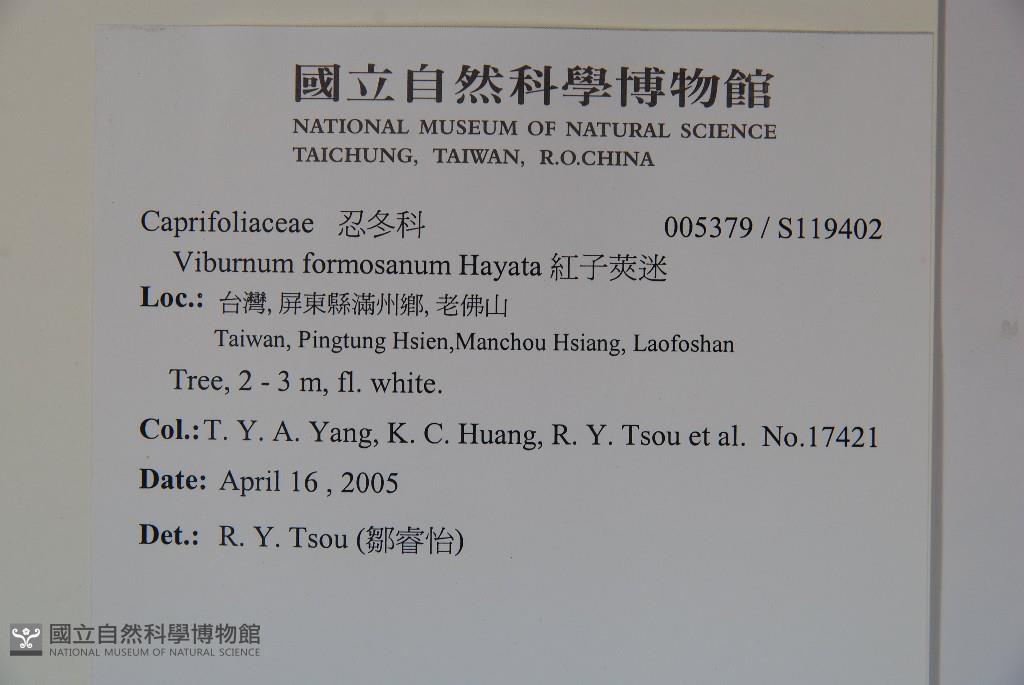 國立自然科學博物館
NATIONAL MUSEUM OF NATURAL SCIENCE
TAICHUNG, TAIWAN, R.O.CHINA
Caprifoliaceae 忍冬科 005379 / S119402
Viburnum formosanum Hayata 紅子莢迷
Loc.: 台灣, 屏東縣滿州鄉, 老佛山
Taiwan, Pingtung Hsien,Manchou Hsiang, Laofoshan
Tree, 2 - 3 m, fl. white.
Col.: T. Y. A. Yang, K. C. Huang, R. Y. Tsou et al. No.17421
Date: April 16 , 2005
Det.: R. Y. Tsou (鄒睿怡)
國立自然科學博物館
NATIONAL MUSEUM OF NATURAL SCIENCE